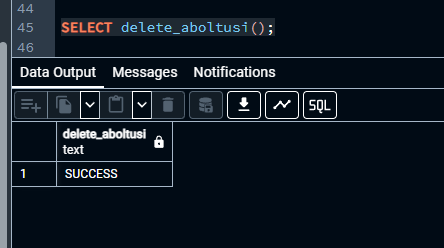 44
45 SELECT delete_aboltusi();
46
Data Output Messages Notifications
SQL
delete_aboltusi
text
1 SUCCESS